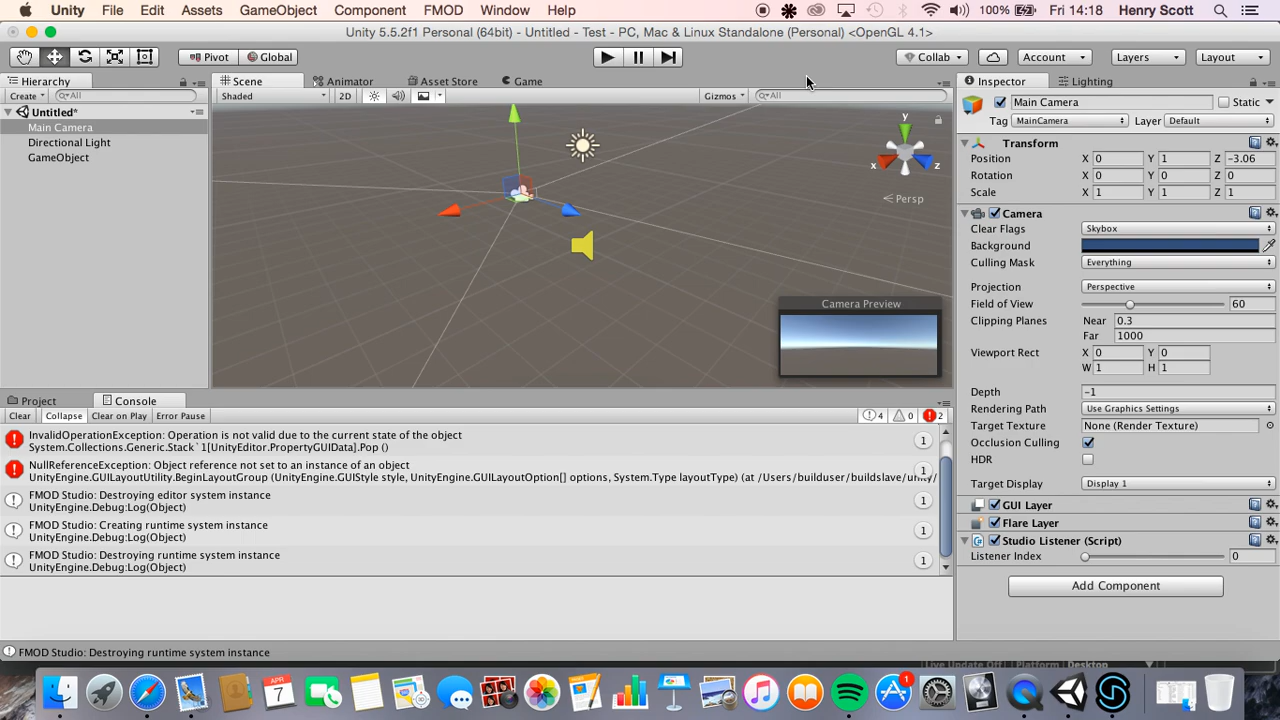 Unity File Edit Assets GameObject Component FMOD Window Help 100% Fri 14:18 Henry Scott
Unity 5.5.2f1 Personal (64bit) - Untitled - Test - PC, Mac & Linux Standalone (Personal) <OpenGL 4.1>
Pivot Global Collab Account Layers Layout
Hierarchy Scene Animator Asset Store Game Inspector Lighting
Create All Shaded 2D Gizmos All
Main Camera Static
Untitled*
Tag MainCamera Layer Default
Main Camera
Directional Light
GameObject
Transform
Position X 0 Y 1 Z -3.06
Rotation X 0 Y 0 Z 0
Scale X 1 Y 1 Z 1
y
x
z
Persp
Camera
Clear Flags Skybox
Background
Culling Mask Everything
Projection Perspective
Field of View 60
Clipping Planes Near 0.3
Far 1000
Viewport Rect X 0 Y 0
W 1 H 1
Depth -1
Rendering Path Use Graphics Settings
Target Texture None (Render Texture)
Occlusion Culling
HDR
Target Display Display 1
GUI Layer
Flare Layer
Studio Listener (Script)
Listener Index 0
Add Component
Camera Preview
Project Console
Clear Collapse Clear on Play Error Pause 4 0 2
InvalidOperationException: Operation is not valid due to the current state of the object
System.Collections.Generic.Stack`1[UnityEditor.PropertyGUIData].Pop ()
1
NullReferenceException: Object reference not set to an instance of an object
UnityEngine.GUILayoutUtility.BeginLayoutGroup (UnityEngine.GUIStyle style, UnityEngine.GUILayoutOption[] options, System.Type layoutType) (at /Users/builduser/buildslave/unity/
1
FMOD Studio: Destroying editor system instance
UnityEngine.Debug:Log(Object)
1
FMOD Studio: Creating runtime system instance
UnityEngine.Debug:Log(Object)
1
FMOD Studio: Destroying runtime system instance
UnityEngine.Debug:Log(Object)
1
FMOD Studio: Destroying runtime system instance
Live Update Off Platform Desktop
APR
7
1